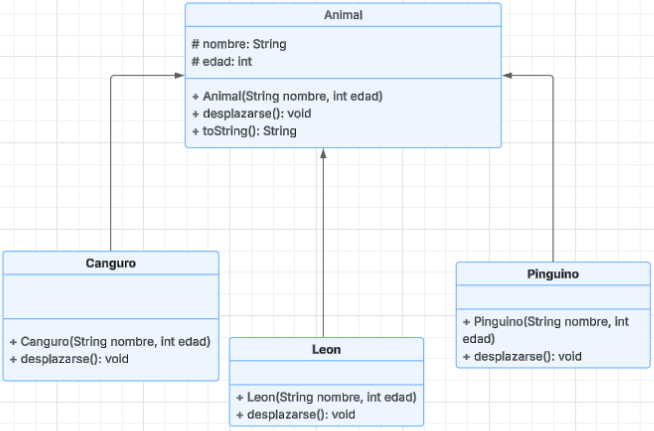 Animal
# nombre: String
# edad: int
+ Animal(String nombre, int edad)
+ desplazarse(): void
+ toString(): String
Canguro
+ Canguro(String nombre, int edad)
+ desplazarse(): void
Leon
+ Leon(String nombre, int edad)
+ desplazarse(): void
Pinguino
+ Pinguino(String nombre, int
edad)
+ desplazarse(): void